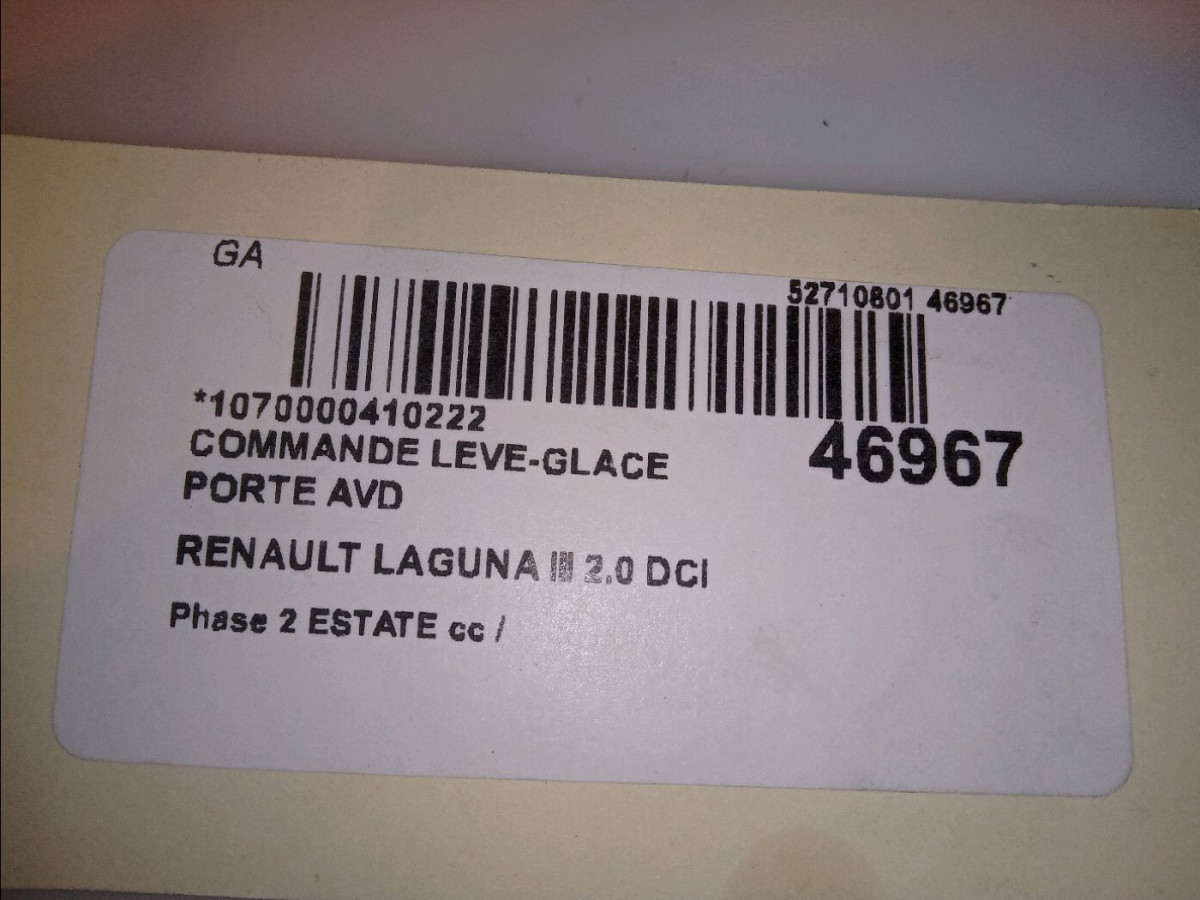 GA
52710801 46967
*1070000410222
46967
COMMANDE LEVE-GLACE
PORTE AVD
RENAULT LAGUNA III 2.0 DCI
Phase 2 ESTATE cc /